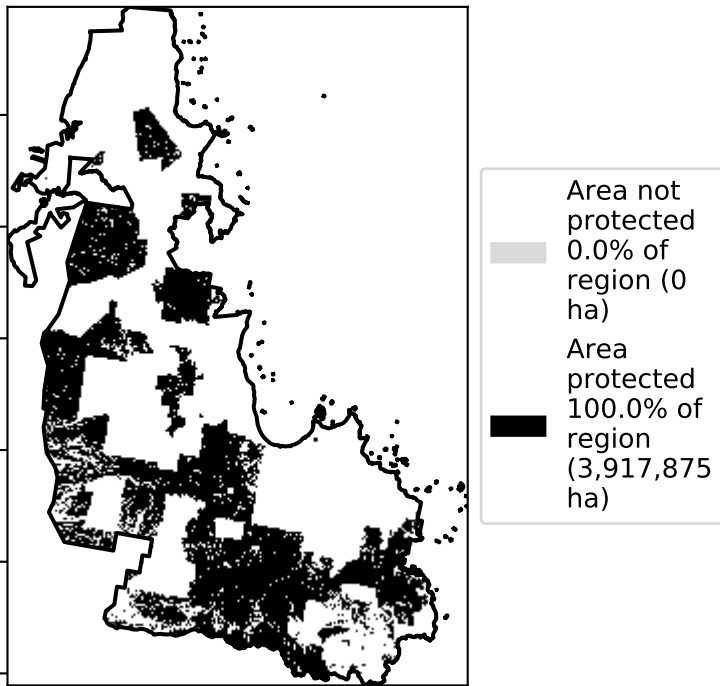 Area not
protected
0.0% of
region (0
ha)
Area
protected
100.0% of
region
(3,917,875
ha)